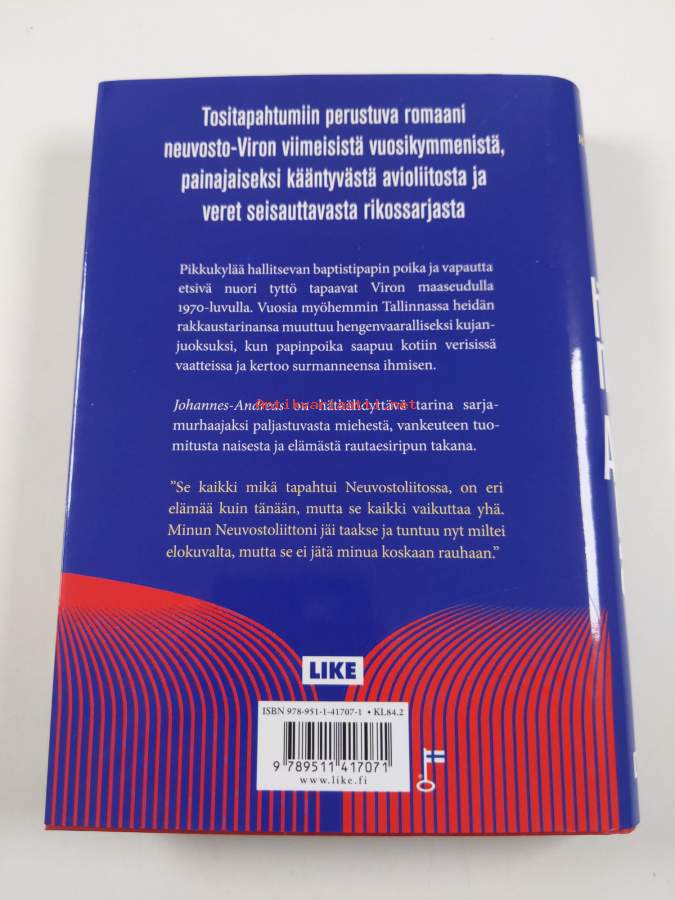 Tositapahtumiin perustuva romaani
neuvosto-Viron viimeisistä vuosikymmenistä,
painajaiseksi kääntyvästä avioliitosta ja
veret seisauttavasta rikossarjasta
Pikkukylää hallitsevan baptistipapin poika ja vapautta
etsivä nuori tyttö tapaavat Viron maaseudulla
1970-luvulla. Vuosia myöhemmin Tallinnassa heidän
rakkaustarinansa muuttuu hengenvaaralliseksi kujan-
juoksuksi, kun papinpoika saapuu kotiin verisissä
vaatteissa ja kertoo surmanneensa ihmisen.
Johannes-Andreas on hätkähdyttävä tarina sarja-
murhaajaksi paljastuvasta miehestä, vankeuteen tuo-
mitusta naisesta ja elämästä rautaesiripun takana.
”Se kaikki mikä tapahtui Neuvostoliitossa, on eri
elämää kuin tänään, mutta se kaikki vaikuttaa yhä.
Minun Neuvostoliittoni jäi taakse ja tuntuu nyt miltei
elokuvalta, mutta se ei jätä minua koskaan rauhaan.”
LIKE
ISBN 978-951-1-41707-1 • KL84.2
9 789511 417071
www.like.fi